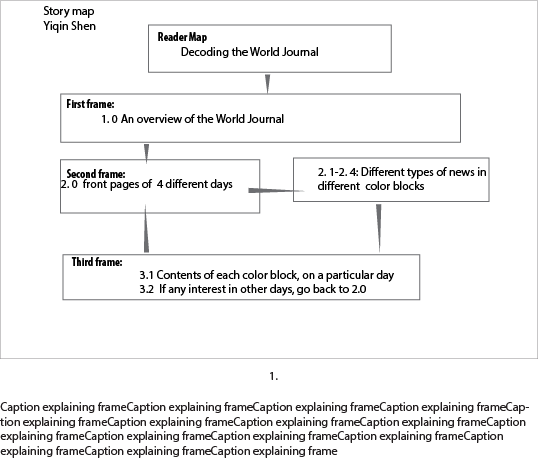 Story map
Yiqin Shen
Reader Map
Decoding the World Journal
First frame:
1. 0 An overview of the World Journal
Second frame:
2. 0  front pages of  4 different days
2. 1-2. 4: Different types of news in
different  color blocks
Third frame:
3.1 Contents of each color block, on a particular day
3.2  If any interest in other days, go back to 2.0
1.
Caption explaining frameCaption explaining frameCaption explaining frameCaption explaining frameCap-
tion explaining frameCaption explaining frameCaption explaining frameCaption explaining frameCaption
explaining frameCaption explaining frameCaption explaining frameCaption explaining frameCaption
explaining frameCaption explaining frameCaption explaining frame